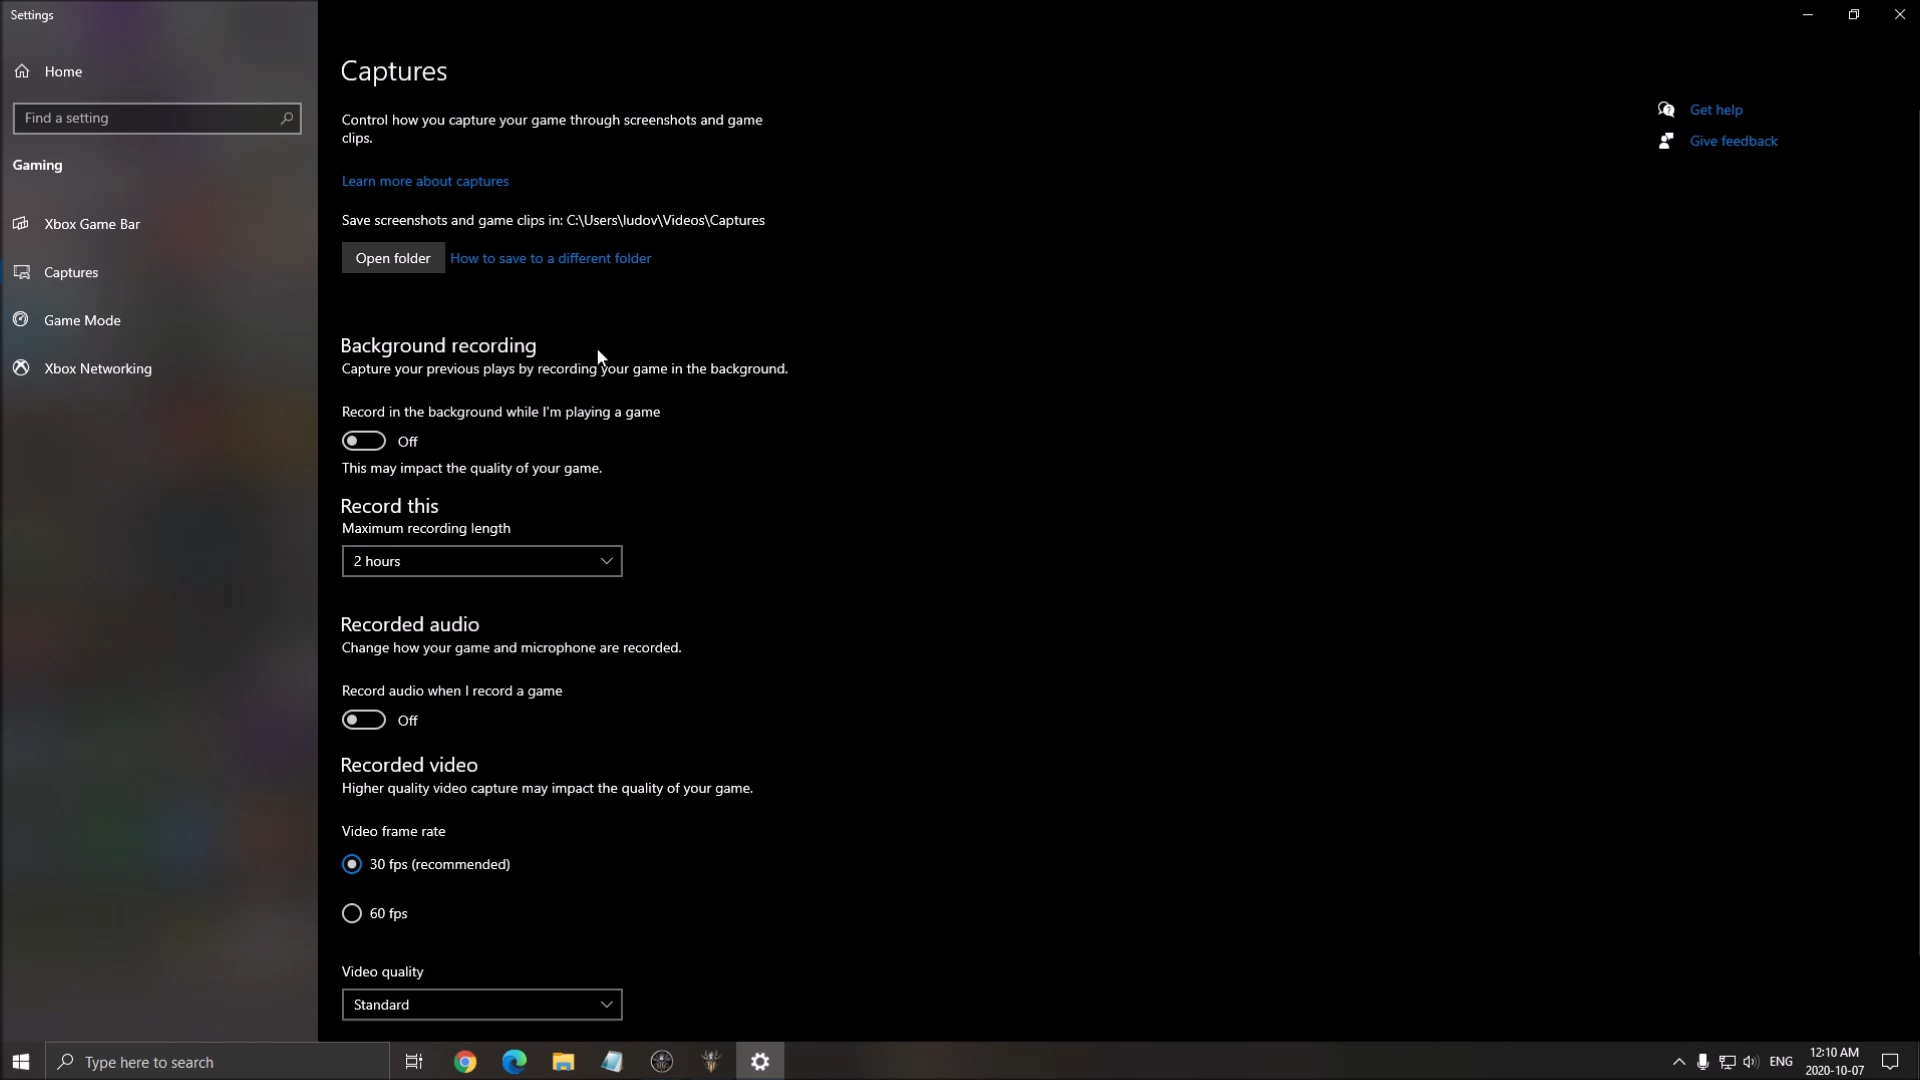 Settings
Home
Find a setting
Gaming
Xbox Game Bar
Captures
Game Mode
Xbox Networking
Captures
Control how you capture your game through screenshots and game
clips.
Learn more about captures
Save screenshots and game clips in: C:\Users\ludov\Videos\Captures
Open folder
How to save to a different folder
Background recording
Capture your previous plays by recording your game in the background.
Record in the background while I'm playing a game
Off
This may impact the quality of your game.
Record this
Maximum recording length
2 hours
Recorded audio
Change how your game and microphone are recorded.
Record audio when I record a game
Off
Recorded video
Higher quality video capture may impact the quality of your game.
Video frame rate
30 fps (recommended)
60 fps
Video quality
Standard
Get help
Give feedback
Type here to search
ENG
12:10 AM
2020-10-07